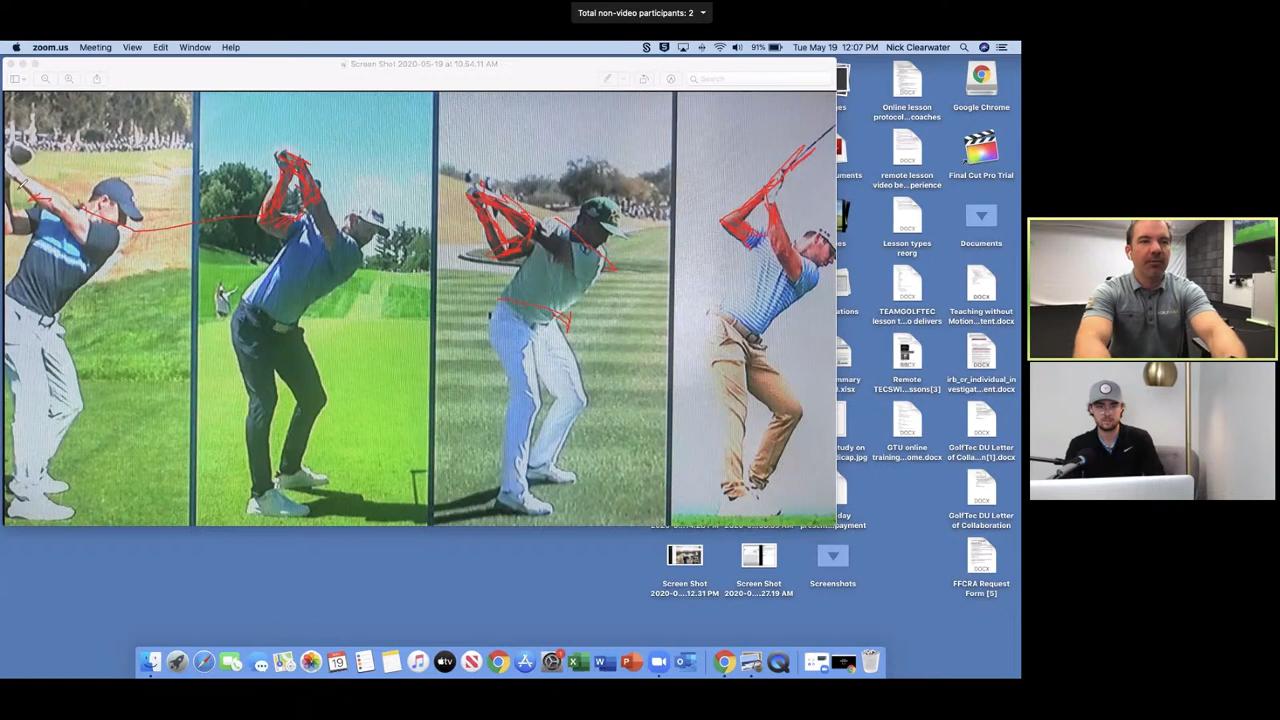 Total non-video participants: 2
zoom.us Meeting View Edit Window Help
91% Tue May 19 12:07 PM Nick Clearwater
Screen Shot 2020-05-19 at 10.54.11 AM
Search
Online lesson
protocol...coaches
Google Chrome
remote lesson
video be...perience
Final Cut Pro Trial
Lesson types
reorg
Documents
TEAMGOLFTEC
lesson t...o delivers
Teaching without
Motion...tent.docx
Remote
TECSWI...ssons[3]
irb_cr_individual_in
vestigat...ent.docx
GTU online
training...ome.docx
GolfTec DU Letter
of Colla...n[1].docx
GolfTec DU Letter
of Collaboration
Screen Shot
2020-0....12.31 PM
Screen Shot
2020-0....27.19 AM
Screenshots
FFCRA Request
Form [5]